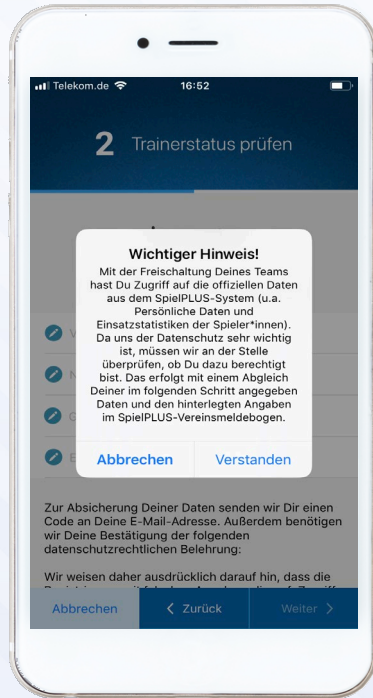 Telekom.de 16:52
2 Trainerstatus prüfen
Wichtiger Hinweis!
Mit der Freischaltung Deines Teams
hast Du Zugriff auf die offiziellen Daten
aus dem SpielPLUS-System (u.a.
Persönliche Daten und
Einsatzstatistiken der Spieler*innen).
Da uns der Datenschutz sehr wichtig
ist, müssen wir an der Stelle
überprüfen, ob Du dazu berechtigt
bist. Das erfolgt mit einem Abgleich
Deiner im folgenden Schritt angegeben
Daten und den hinterlegten Angaben
im SpielPLUS-Vereinsmeldebogen.
Abbrechen Verstanden
Zur Absicherung Deiner Daten senden wir Dir einen
Code an Deine E-Mail-Adresse. Außerdem benötigen
wir Deine Bestätigung der folgenden
datenschutzrechtlichen Belehrung:
Wir weisen daher ausdrücklich darauf hin, dass die
Abbrechen Zurück Weiter